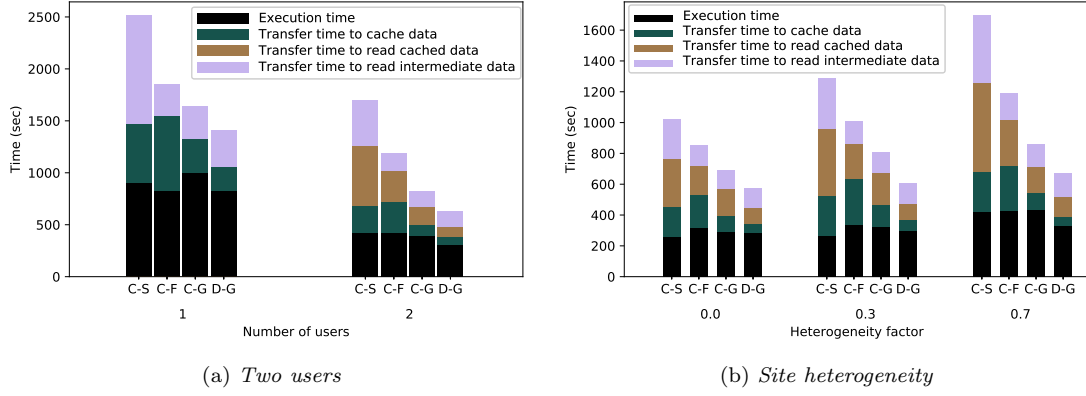 Time (sec)
2500
2000
1500
1000
500
0
Execution time
Transfer time to cache data
Transfer time to read cached data
Transfer time to read intermediate data
C-S C-F C-G D-G
C-S C-F C-G D-G
1
2
Number of users
(a) Two users
Time (sec)
1600
1400
1200
1000
800
600
400
200
0
Execution time
Transfer time to cache data
Transfer time to read cached data
Transfer time to read intermediate data
C-S C-F C-G D-G
C-S C-F C-G D-G
C-S C-F C-G D-G
0.0
0.3
0.7
Heterogeneity factor
(b) Site heterogeneity